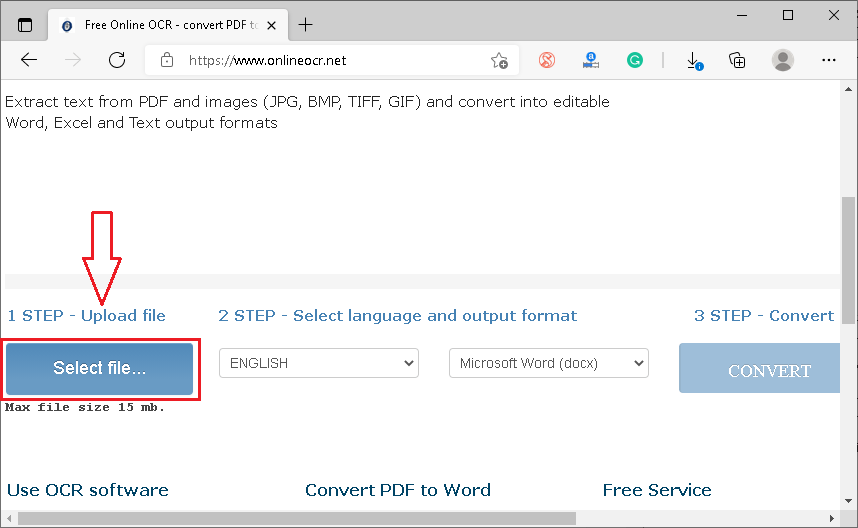 Free Online OCR - convert PDF to
https://www.onlineocr.net
Extract text from PDF and images (JPG, BMP, TIFF, GIF) and convert into editable
Word, Excel and Text output formats
1 STEP - Upload file
2 STEP - Select language and output format
3 STEP - Convert
Select file...
ENGLISH
Microsoft Word (docx)
CONVERT
Max file size 15 mb.
Use OCR software
Convert PDF to Word
Free Service